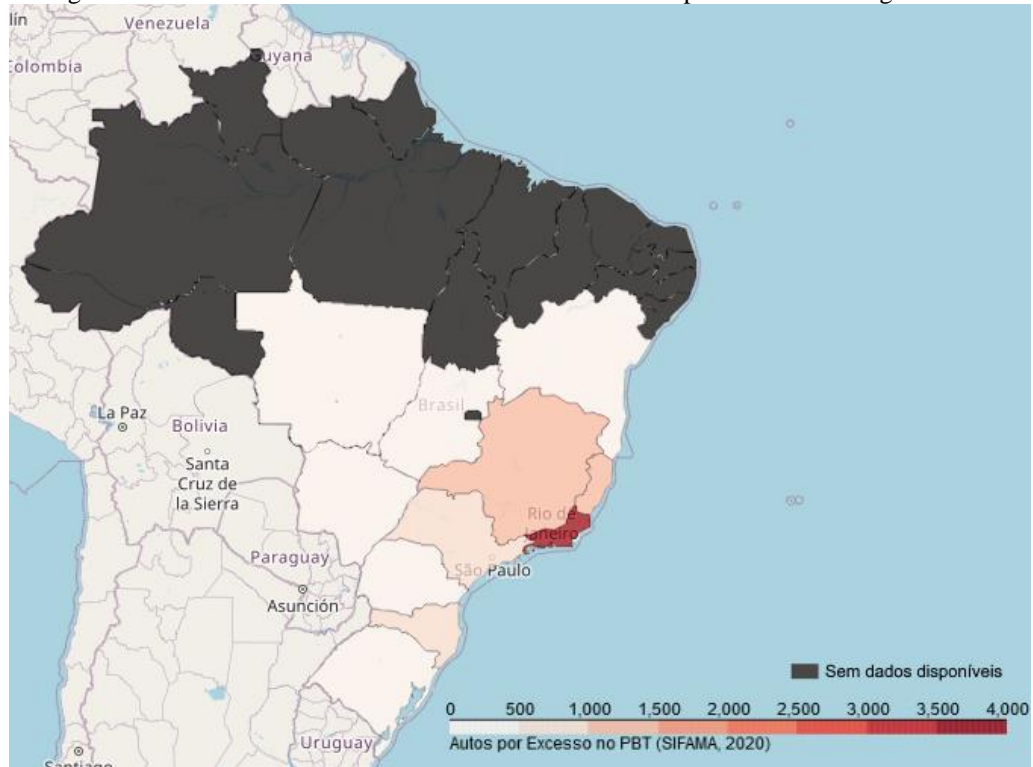 lín
Venezuela
Guyana
Colombia
Brasil
La Paz
Bolivia
Santa
Cruz de
la Sierra
Rio de
Janeiro
Paraguay
São Paulo
Asunción
Sem dados disponíveis
0 500 1,000 1,500 2,000 2,500 3,000 3,500 4,000
Autos por Excesso no PBT (SIFAMA, 2020)
Uruguay
Santiago